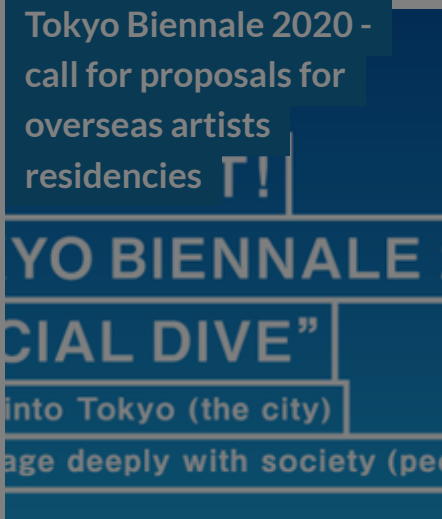 Tokyo Biennale 2020 -
call for proposals for
overseas artists
residencies
T!
YO BIENNALE
CIAL DIVE”
into Tokyo (the city)
age deeply with society (pe